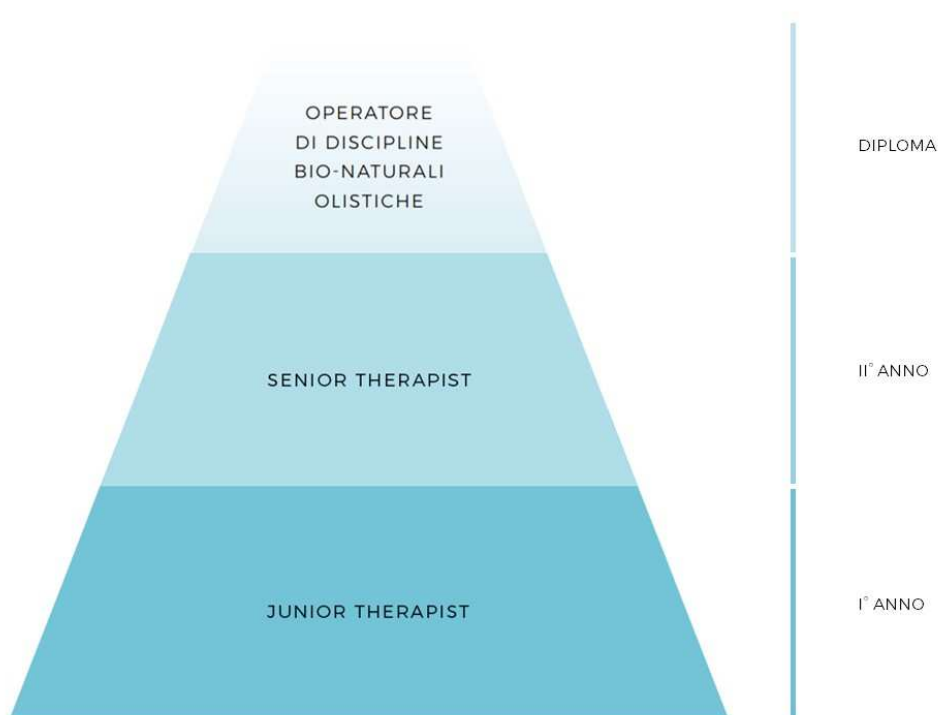 OPERATORE
DI DISCIPLINE
BIO-NATURALI
OLISTICHE
DIPLOMA
SENIOR THERAPIST
II° ANNO
JUNIOR THERAPIST
I° ANNO